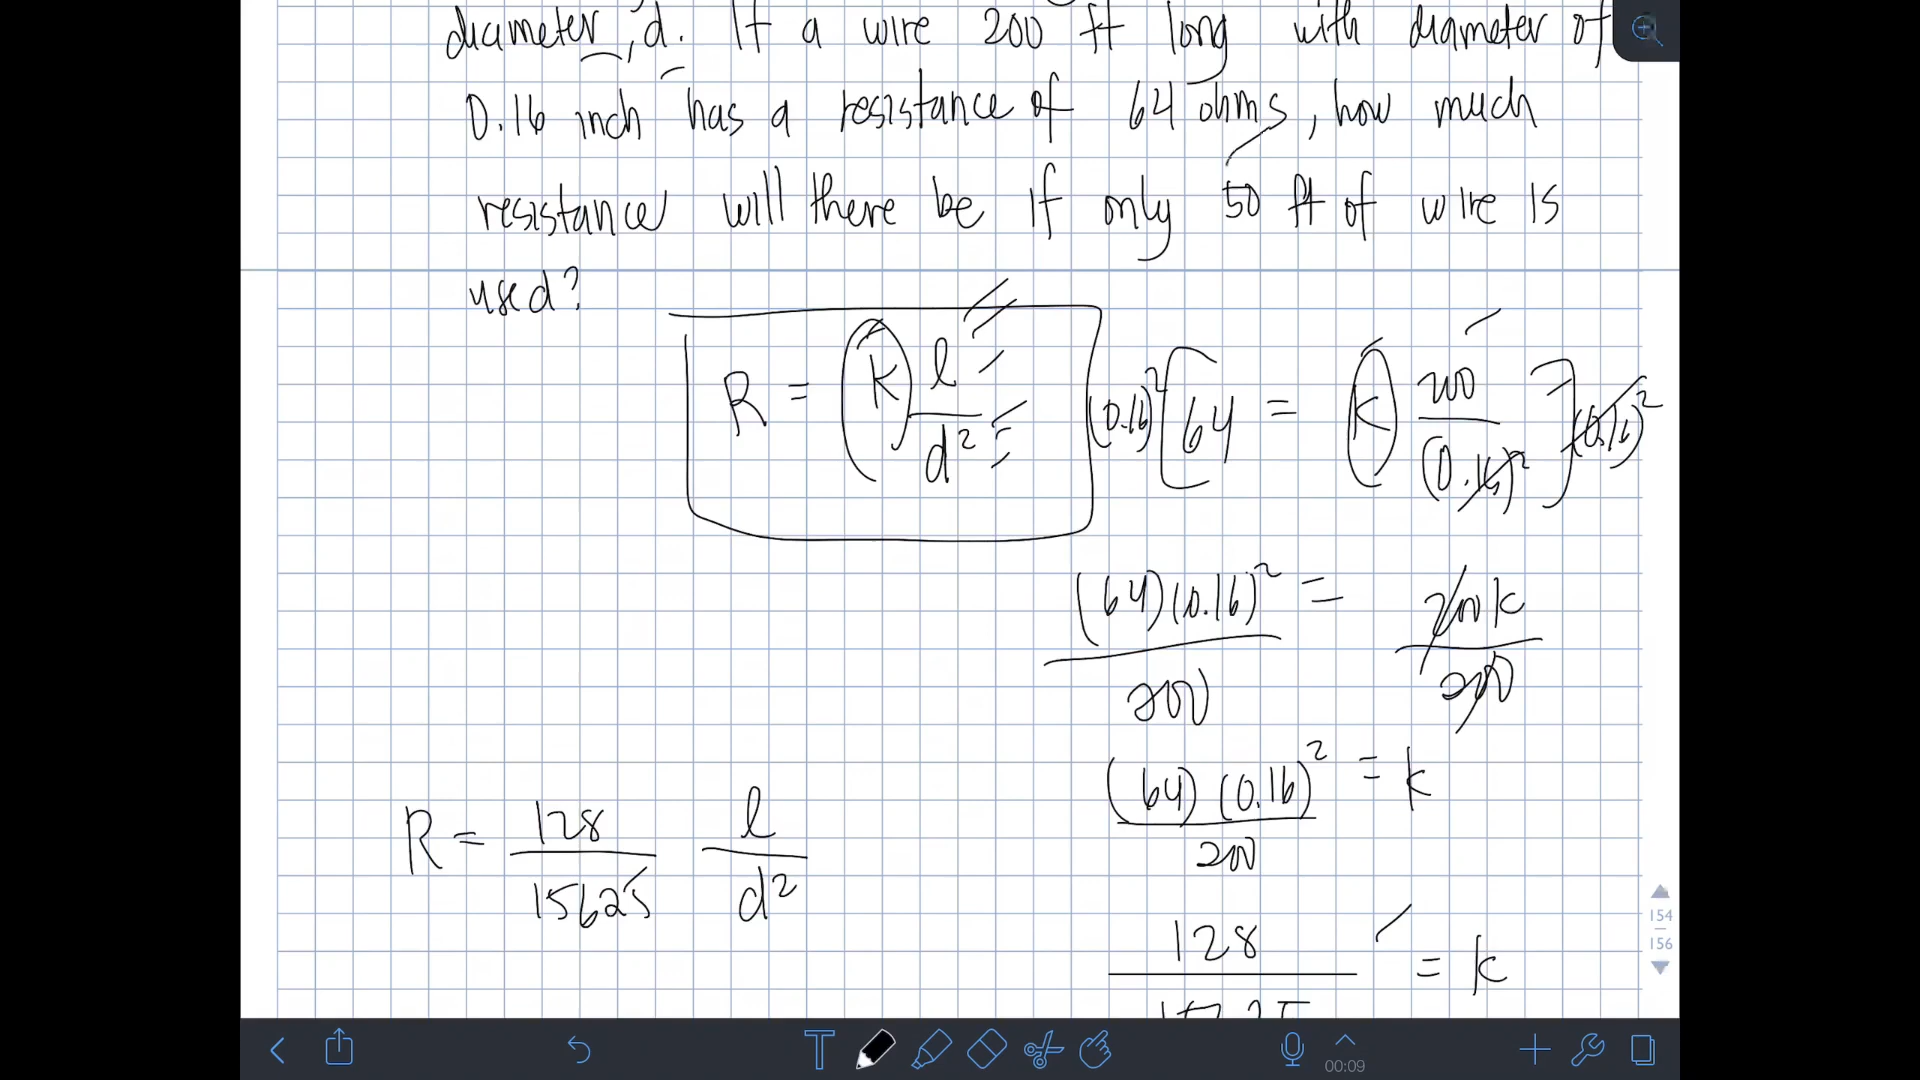 diameter, d. If a wire 200 ft long with diameter of
0.16 inch has a resistance of 64 ohms, how much
resistance will there be if only 50 ft of wire is
used?
R = k l/d²
(0.16)² [64 = k 200/(0.16)²] (0.16)²
(64)(0.16)²/200 = 200k/200
(64)(0.16)²/200 = k
R = 128/15625 l/d²
128/ = k
154
156
00:09